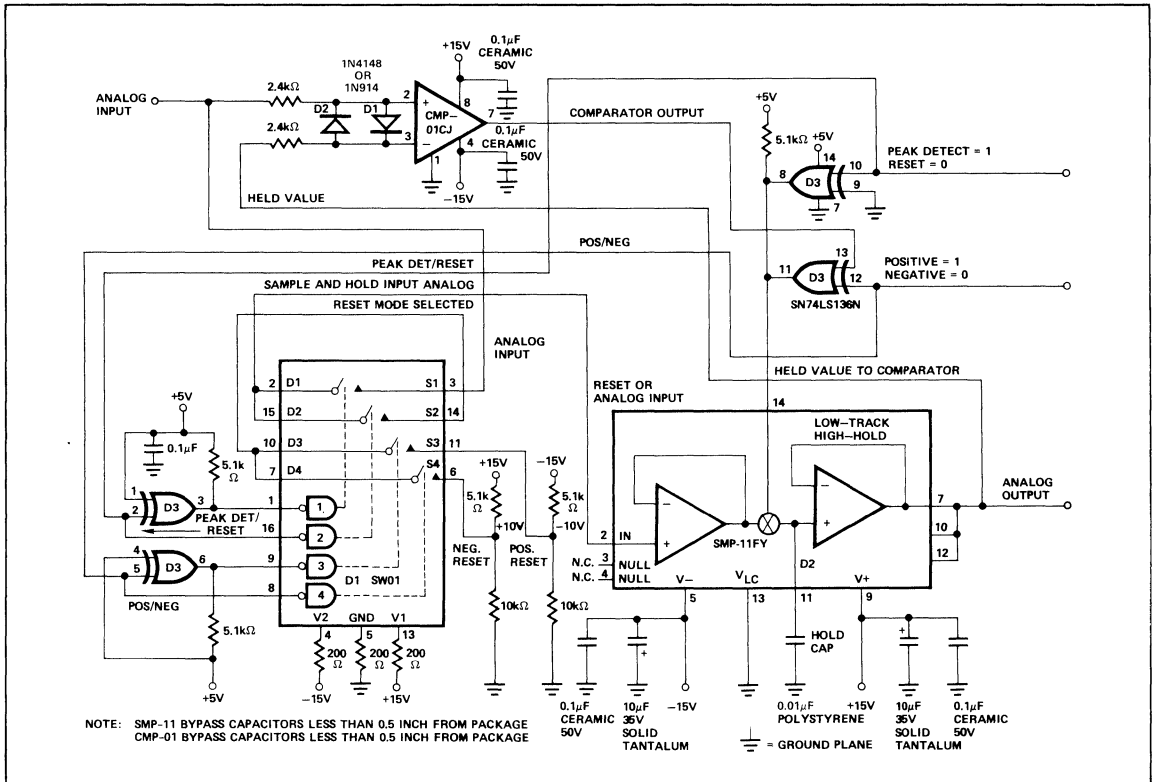 +15V
0.1µF
CERAMIC
50V
1N4148
OR
1N914
ANALOG
INPUT
2.4kΩ
D2
D1
2
+
8
CMP-
01CJ
7
COMPARATOR OUTPUT
2.4kΩ
3
−
4
1
0.1µF
CERAMIC
50V
−15V
HELD VALUE
+5V
5.1kΩ
+5V
14
10
8
D3
9
7
PEAK DETECT = 1
RESET = 0
POS/NEG
PEAK DET/RESET
13
11
D3
12
SN74LS136N
POSITIVE = 1
NEGATIVE = 0
SAMPLE AND HOLD INPUT ANALOG
RESET MODE SELECTED
ANALOG
INPUT
HELD VALUE TO COMPARATOR
2
D1
S1
3
15
D2
S2
14
10
D3
S3
11
7
D4
S4
6
+5V
0.1µF
5.1k
Ω
1
2
D3
3
PEAK DET/
RESET
1
1
16
2
4
5
D3
6
9
3
D1
SW01
POS/NEG
8
4
5.1kΩ
+5V
V2
GND
V1
4
5
13
200
Ω
200
Ω
200
Ω
−15V
+15V
+15V
5.1k
Ω
+10V
NEG.
RESET
10kΩ
−15V
5.1k
Ω
−10V
POS.
RESET
10kΩ
RESET OR
ANALOG INPUT
14
LOW–TRACK
HIGH–HOLD
−
+
−
+
2
IN
SMP-11FY
D2
N.C.
3
NULL
N.C.
4
NULL
7
10
12
ANALOG
OUTPUT
V−
VLC
V+
5
13
11
9
HOLD
CAP
+
+
0.1µF
CERAMIC
50V
10µF
35V
SOLID
TANTALUM
−15V
0.01µF
POLYSTYRENE
+15V
10µF
35V
SOLID
TANTALUM
0.1µF
CERAMIC
50V
= GROUND PLANE
NOTE: SMP-11 BYPASS CAPACITORS LESS THAN 0.5 INCH FROM PACKAGE
CMP-01 BYPASS CAPACITORS LESS THAN 0.5 INCH FROM PACKAGE